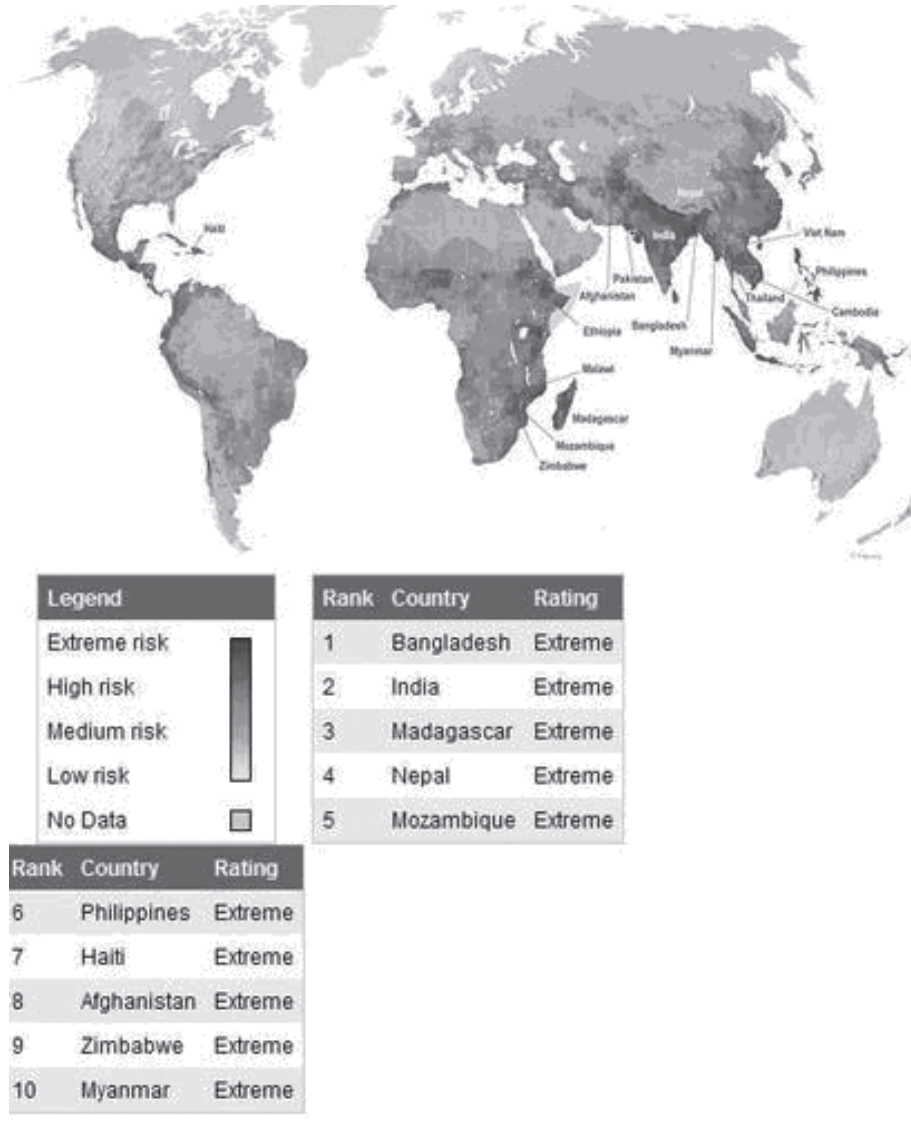 Haiti
Nepal
India
Viet Nam
Philippines
Pakistan
Afghanistan
Thailand
Cambodia
Ethiopia
Bangladesh
Myanmar
Malawi
Madagascar
Mozambique
Zimbabwe
Legend
Extreme risk
High risk
Medium risk
Low risk
No Data
Rank Country Rating
1 Bangladesh Extreme
2 India Extreme
3 Madagascar Extreme
4 Nepal Extreme
5 Mozambique Extreme
Rank Country Rating
6 Philippines Extreme
7 Haiti Extreme
8 Afghanistan Extreme
9 Zimbabwe Extreme
10 Myanmar Extreme